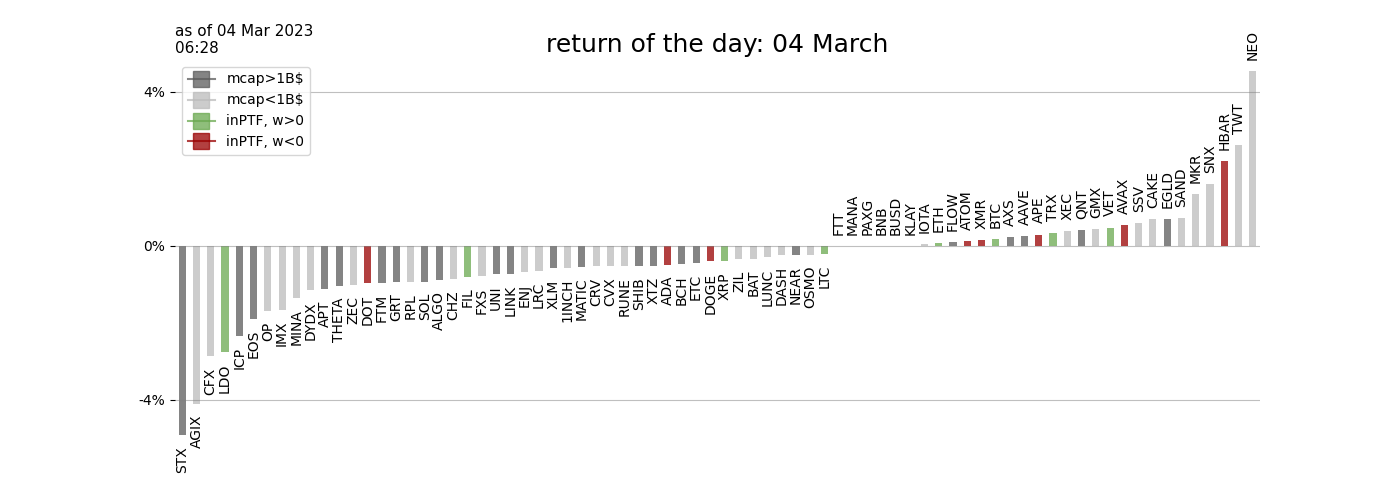 as of 04 Mar 2023
06:28
return of the day: 04 March
mcap>1B$
mcap<1B$
inPTF, w>0
inPTF, w<0
4%
0%
-4%
STX
AGIX
CFX
LDO
ICP
EOS
OP
IMX
MINA
DYDX
APT
THETA
ZEC
DOT
FTM
GRT
RPL
SOL
ALGO
CHZ
FIL
FXS
UNI
LINK
ENJ
LRC
XLM
1INCH
MATIC
CRV
CVX
RUNE
SHIB
XTZ
ADA
BCH
ETC
DOGE
XRP
ZIL
BAT
LUNC
DASH
NEAR
OSMO
LTC
FTT
MANA
PAXG
BNB
BUSD
KLAY
IOTA
ETH
FLOW
ATOM
XMR
BTC
AXS
AAVE
APE
TRX
XEC
QNT
GMX
VET
AVAX
SSV
CAKE
EGLD
SAND
MKR
SNX
HBAR
TWT
NEO